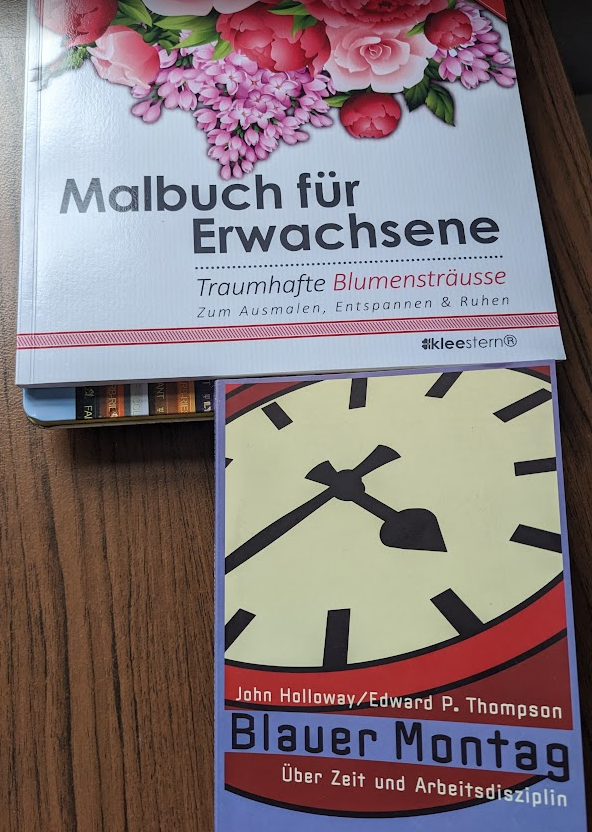 Malbuch für
Erwachsene
Traumhafte Blumensträusse
Zum Ausmalen, Entspannen & Ruhen
kleestern®
John Holloway/Edward P. Thompson
Blauer Montag
Über Zeit und Arbeitsdisziplin